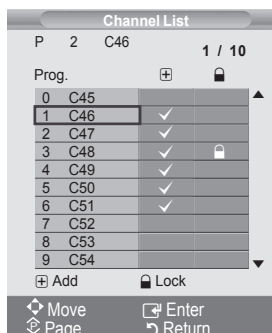 Channel List
P 2 C46
1 / 10
Prog.
0 C45
1 C46
2 C47
3 C48
4 C49
5 C50
6 C51
7 C52
8 C53
9 C54
Add Lock
Move Enter
Page Return